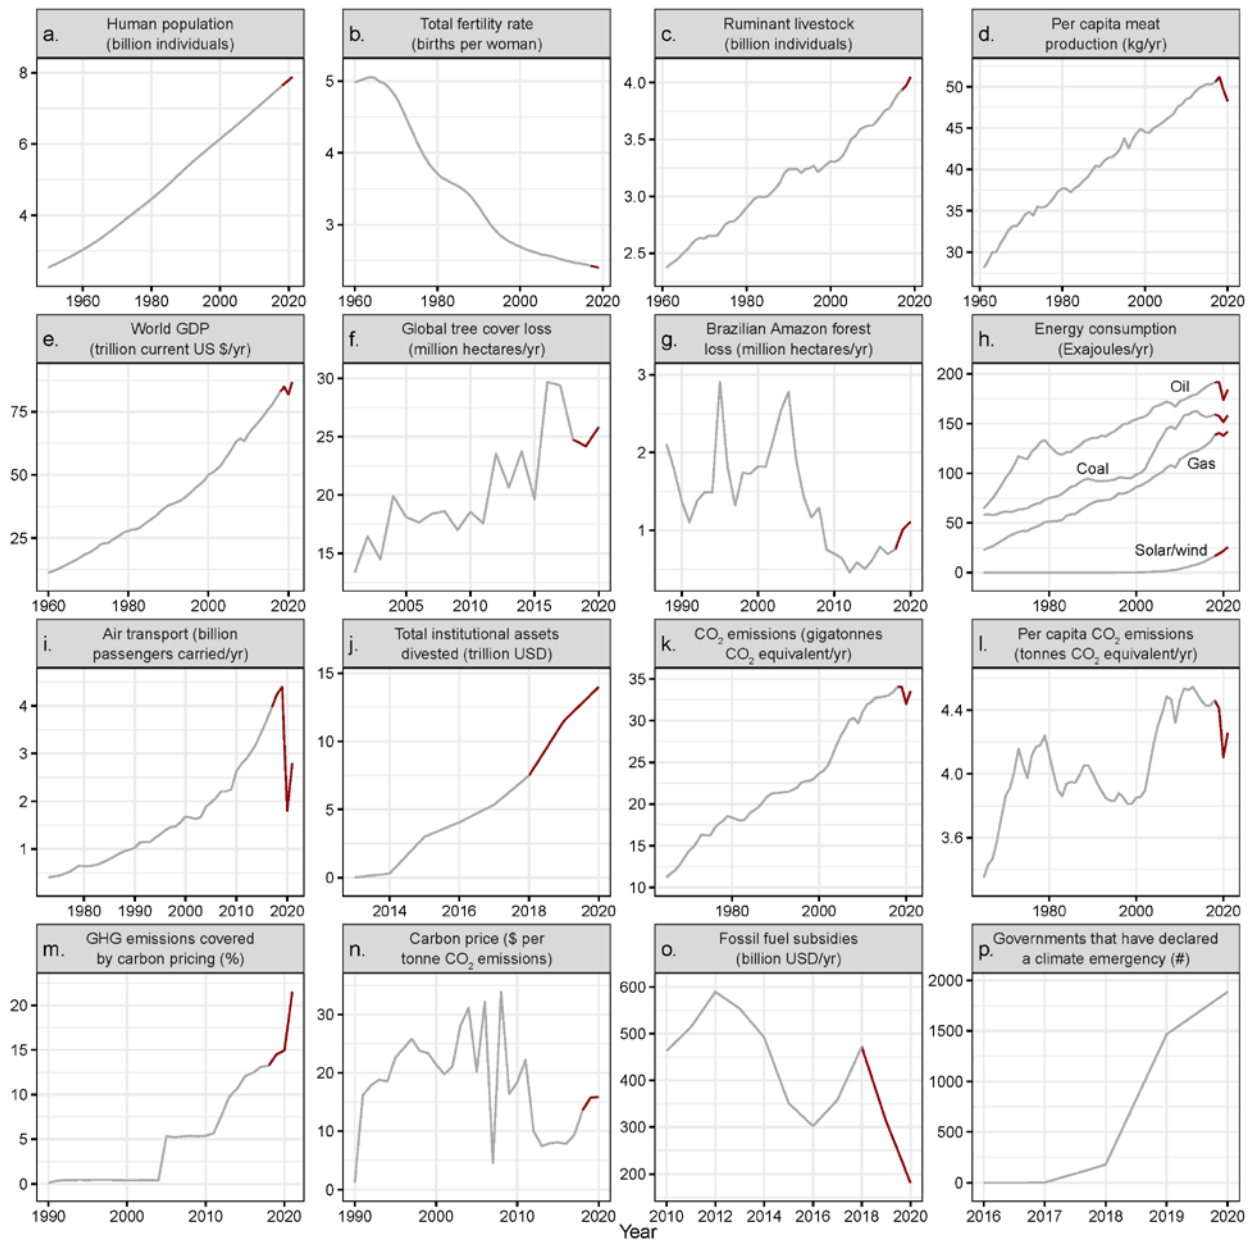 a. Human population
(billion individuals)
b. Total fertility rate
(births per woman)
c. Ruminant livestock
(billion individuals)
d. Per capita meat
production (kg/yr)
8
4
1960 1980 2000 2020
5
4
3
1960 1980 2000 2020
4.0
3.5
3.0
2.5
1960 1980 2000 2020
50
45
40
35
30
1960 1970 1980 1990 2000 2010 2020
e. World GDP
(trillion current US $/yr)
f. Global tree cover loss
(million hectares/yr)
g. Brazilian Amazon forest
loss (million hectares/yr)
h. Energy consumption
(Exajoules/yr)
75
50
25
1960 1980 2000 2020
30
25
20
15
2005 2010 2015 2020
3
2
1
1990 2000 2010 2020
200
150
100
50
0
Oil
Coal
Gas
Solar/wind
1980 2000 2020
i. Air transport (billion
passengers carried/yr)
j. Total institutional assets
divested (trillion USD)
k. CO2 emissions (gigatonnes
CO2 equivalent/yr)
l. Per capita CO2 emissions
(tonnes CO2 equivalent/yr)
4
3
2
1
1980 1990 2000 2010 2020
15
10
5
0
2014 2016 2018 2020
35
30
25
20
15
10
1980 2000 2020
4.4
4.0
3.6
1980 2000 2020
m. GHG emissions covered
by carbon pricing (%)
n. Carbon price ($ per
tonne CO2 emissions)
o. Fossil fuel subsidies
(billion USD/yr)
p. Governments that have declared
a climate emergency (#)
20
15
10
5
0
1990 2000 2010 2020
30
20
10
0
1990 2000 2010 2020
600
500
400
300
200
2010 2012 2014 2016 2018 2020
2000
1500
1000
500
0
2016 2017 2018 2019 2020
Year